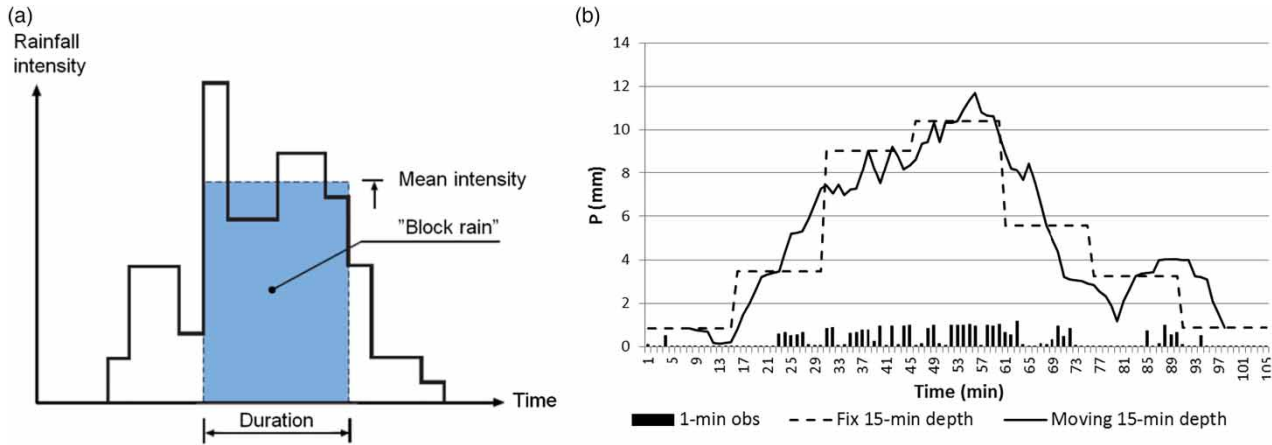 (a)
Rainfall
intensity
Mean intensity
"Block rain"
Time
Duration
(b)
14
12
10
8
6
4
2
0
P (mm)
1 5 9 13 17 21 25 29 33 37 41 45 49 53 57 61 65 69 73 77 81 85 89 93 97 101 105
Time (min)
1-min obs Fix 15-min depth Moving 15-min depth